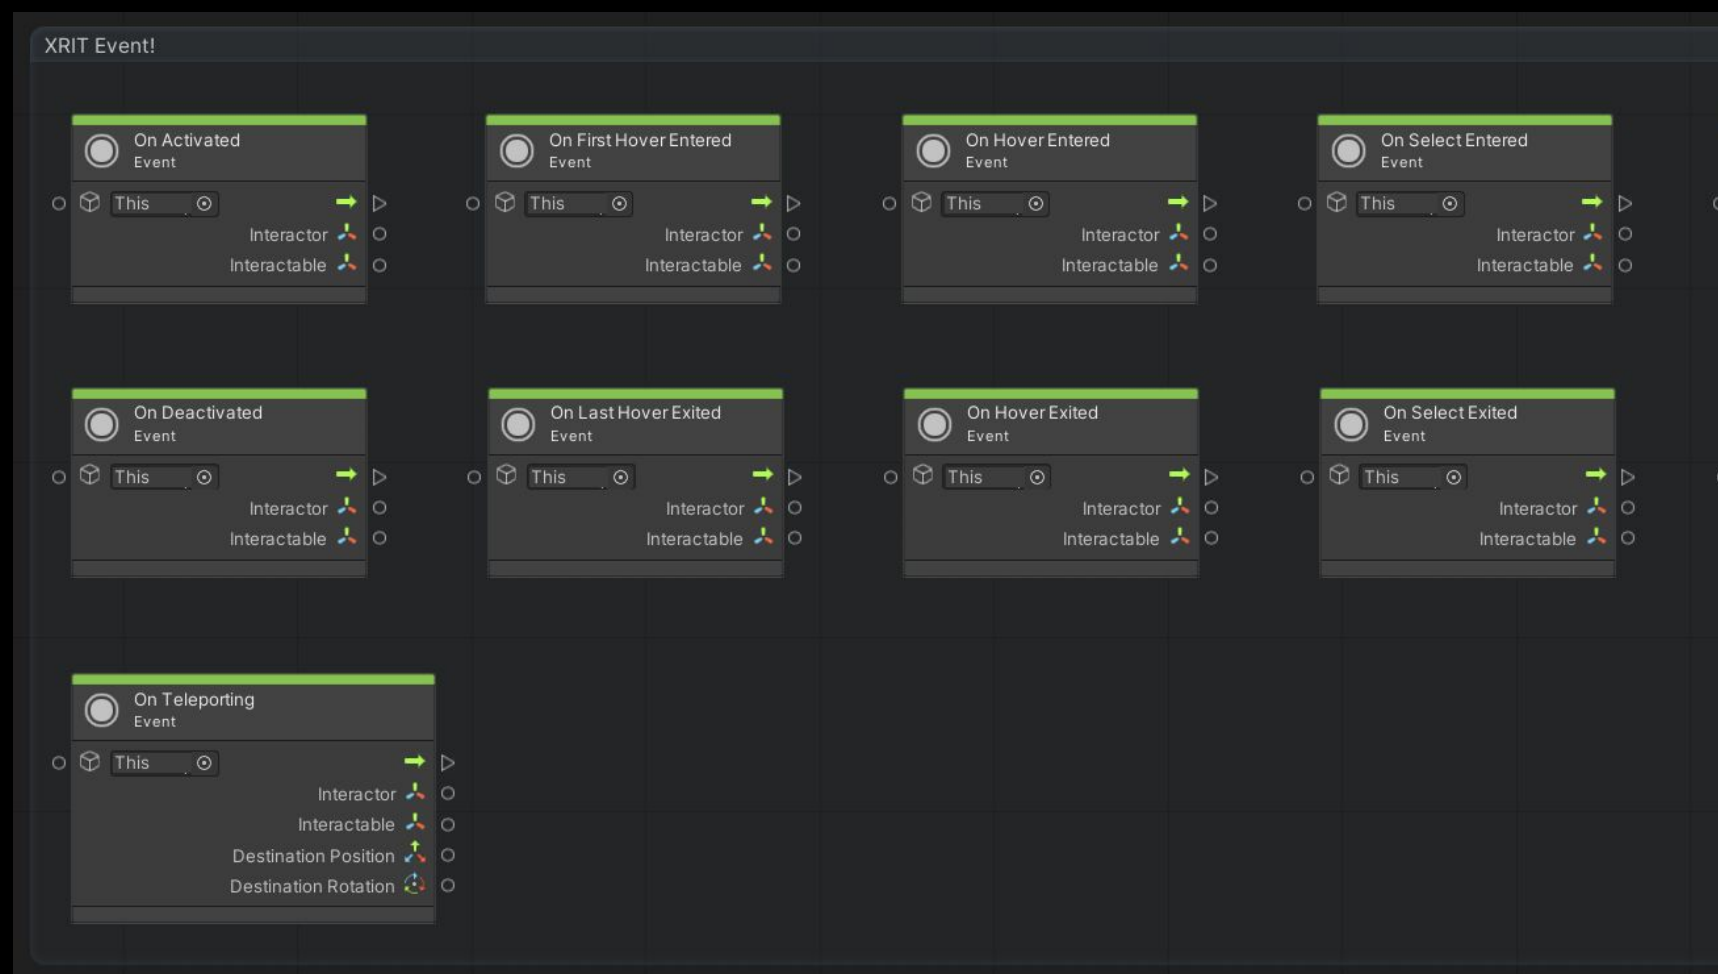 XRIT Event!
On Activated
Event
This
Interactor
Interactable
On First Hover Entered
Event
This
Interactor
Interactable
On Hover Entered
Event
This
Interactor
Interactable
On Select Entered
Event
This
Interactor
Interactable
On Deactivated
Event
This
Interactor
Interactable
On Last Hover Exited
Event
This
Interactor
Interactable
On Hover Exited
Event
This
Interactor
Interactable
On Select Exited
Event
This
Interactor
Interactable
On Teleporting
Event
This
Interactor
Interactable
Destination Position
Destination Rotation